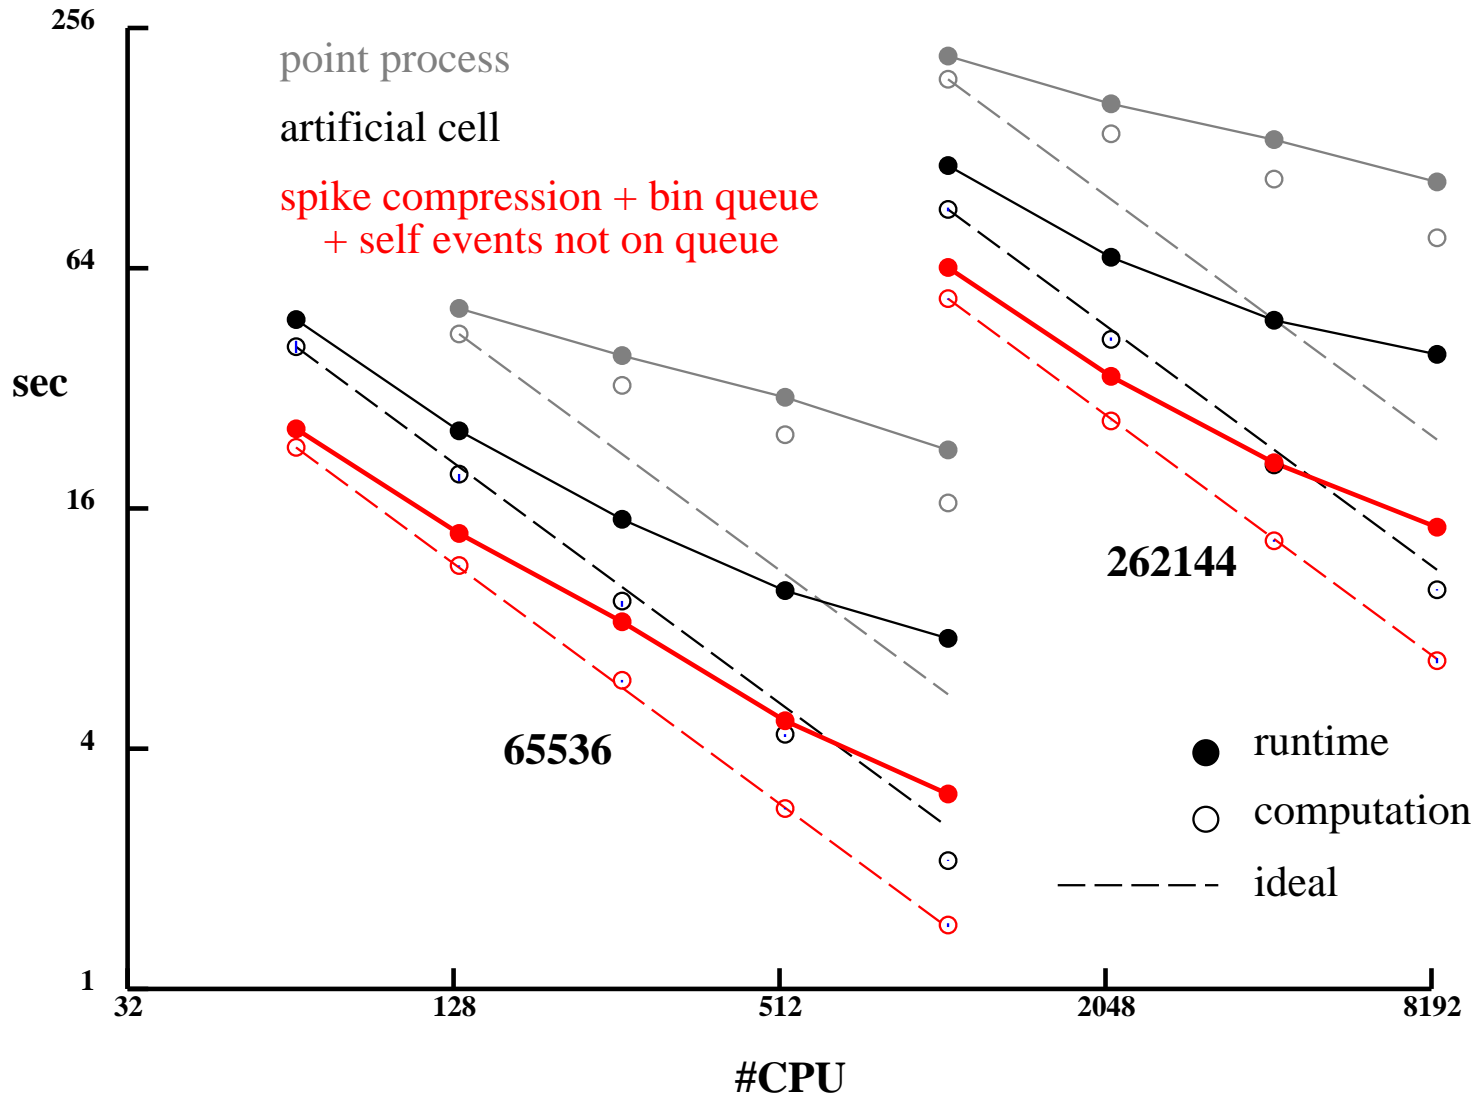 256
point process
artificial cell
spike compression + bin queue
+ self events not on queue
64
sec
16
262144
65536
4
runtime
computation
ideal
1
32
128
512
2048
8192
#CPU